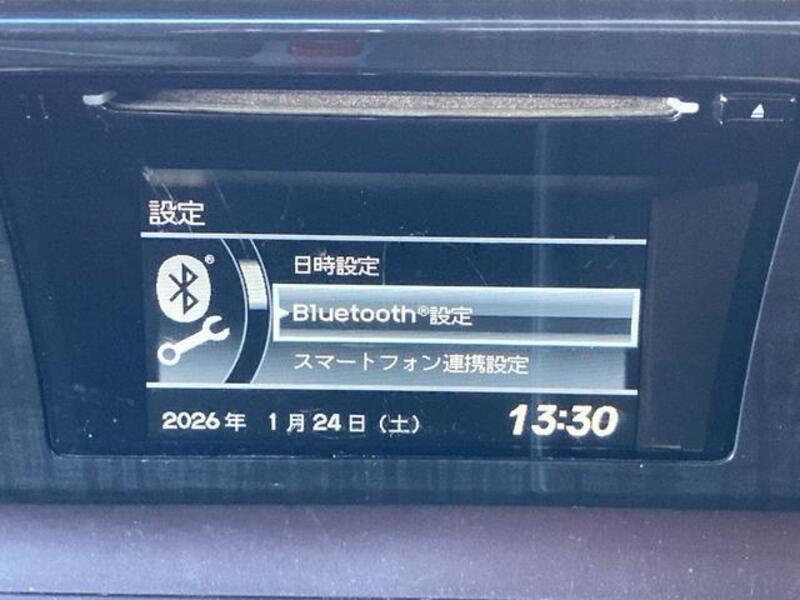 設定
日時設定
Bluetooth®設定
スマートフォン連携設定
2026年 1月24日(土) 13:30